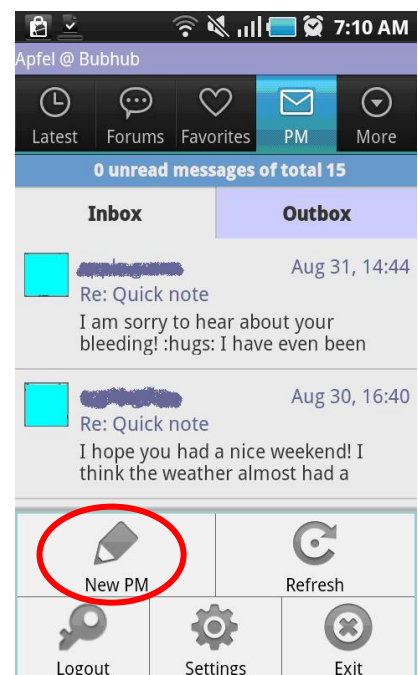 7:10 AM
Apfel @ Bubhub
Latest Forums Favorites PM More
0 unread messages of total 15
Inbox Outbox
Aug 31, 14:44
Re: Quick note
I am sorry to hear about your
bleeding! :hugs: I have even been
Aug 30, 16:40
Re: Quick note
I hope you had a nice weekend! I
think the weather almost had a
New PM Refresh
Logout Settings Exit